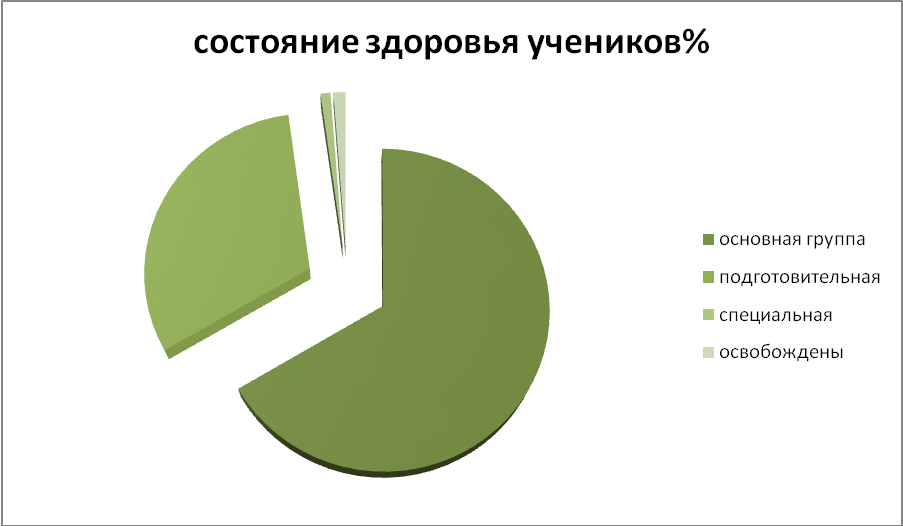 состояние здоровья учеников%
основная группа
подготовительная
специальная
освобождены